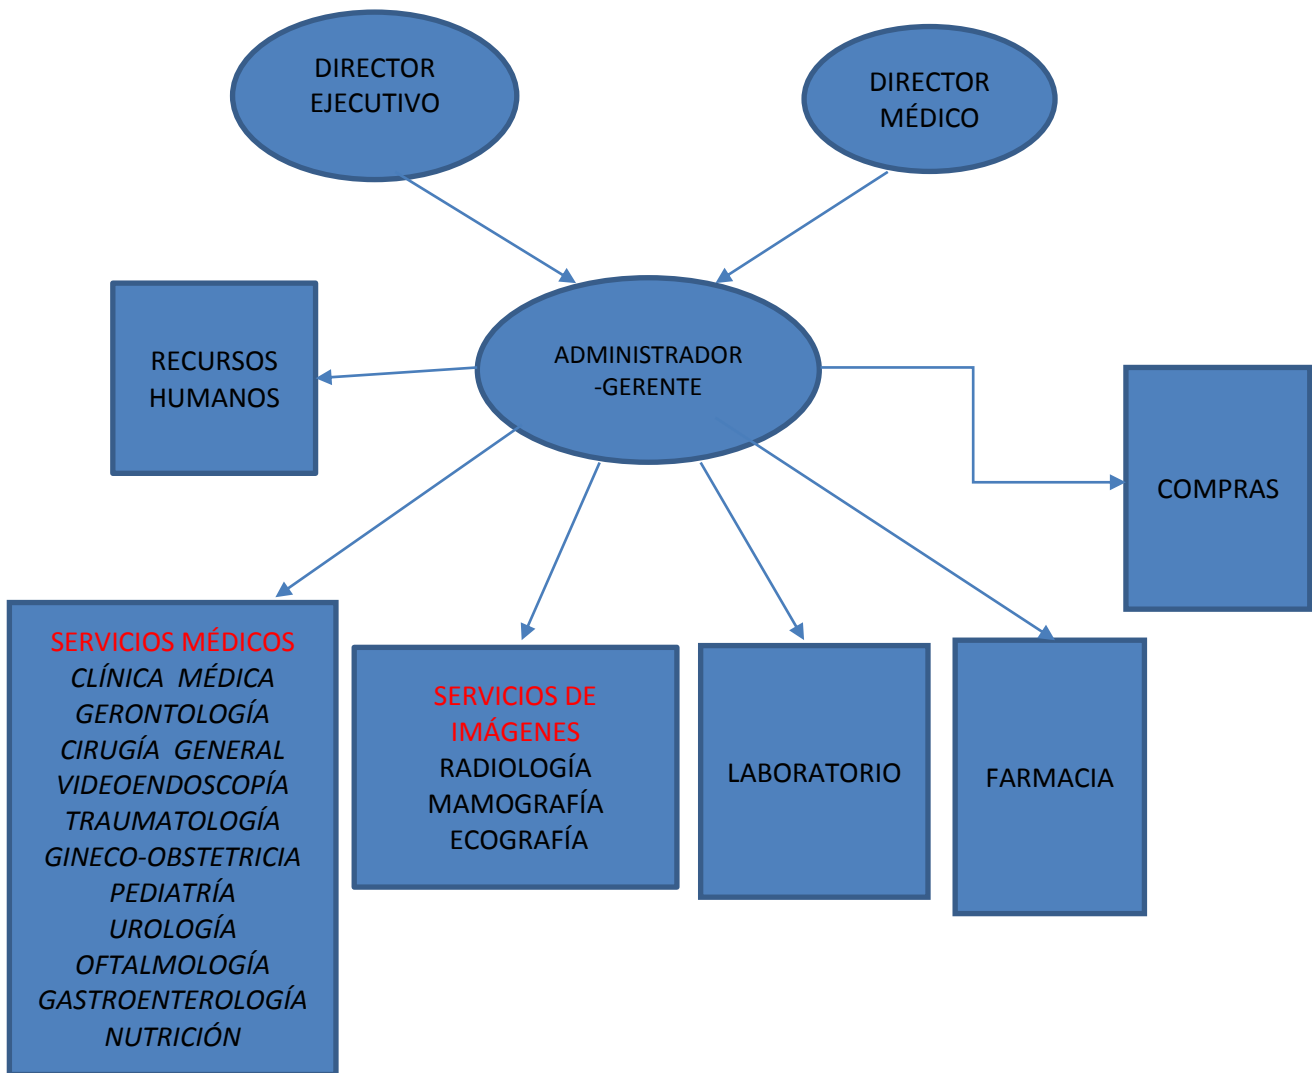 DIRECTOR
EJECUTIVO
DIRECTOR
MÉDICO
ADMINISTRADOR
-GERENTE
RECURSOS
HUMANOS
COMPRAS
SERVICIOS MÉDICOS
CLÍNICA  MÉDICA
GERONTOLOGÍA
CIRUGÍA  GENERAL
VIDEOENDOSCOPÍA
TRAUMATOLOGÍA
GINECO-OBSTETRICIA
PEDIATRÍA
UROLOGÍA
OFTALMOLOGÍA
GASTROENTEROLOGÍA
NUTRICIÓN
SERVICIOS DE
IMÁGENES
RADIOLOGÍA
MAMOGRAFÍA
ECOGRAFÍA
LABORATORIO
FARMACIA